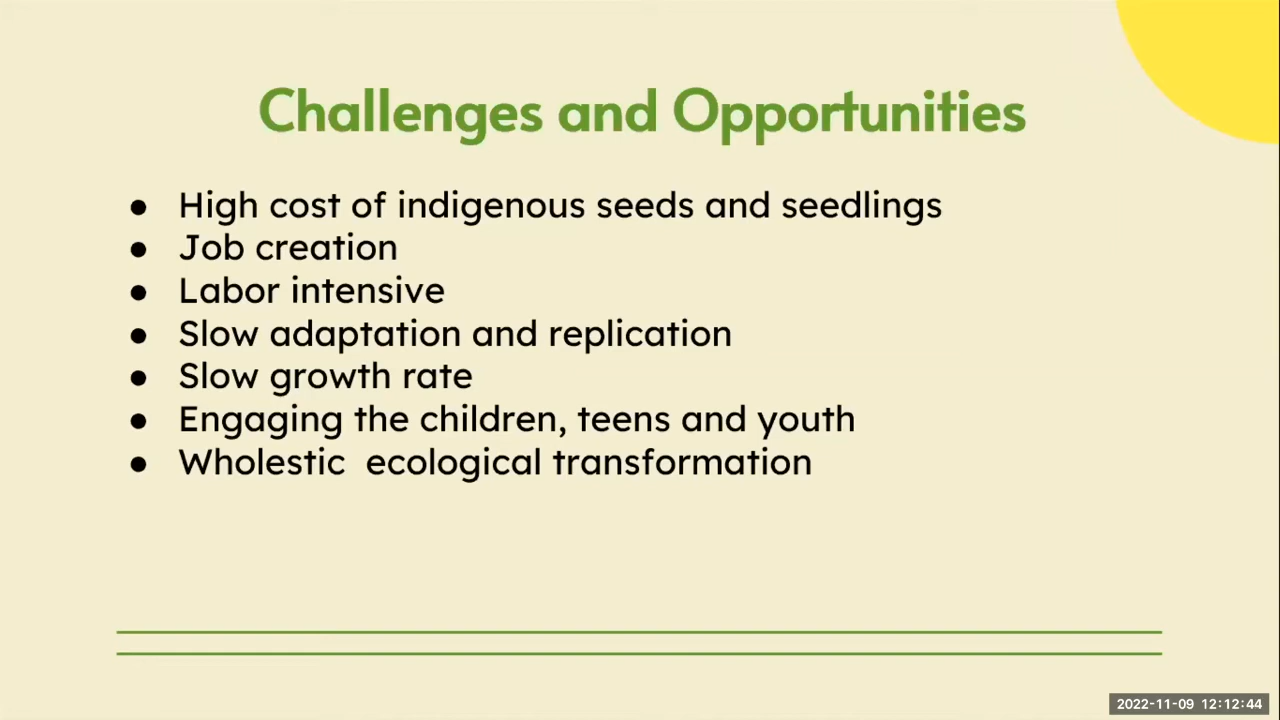 Challenges and Opportunities
● High cost of indigenous seeds and seedlings
● Job creation
● Labor intensive
● Slow adaptation and replication
● Slow growth rate
● Engaging the children, teens and youth
● Wholestic  ecological transformation
2022-11-09 12:12:44